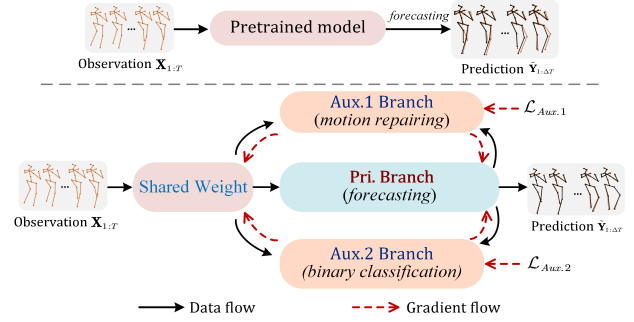 Pretrained model
forecasting
Observation X₁:T
Prediction Ŷ₁:ΔT
Aux.1 Branch
(motion repairing)
ℒAux.1
Shared Weight
Pri. Branch
(forecasting)
Observation X₁:T
Prediction Ŷ₁:ΔT
Aux.2 Branch
(binary classification)
ℒAux.2
Data flow
Gradient flow